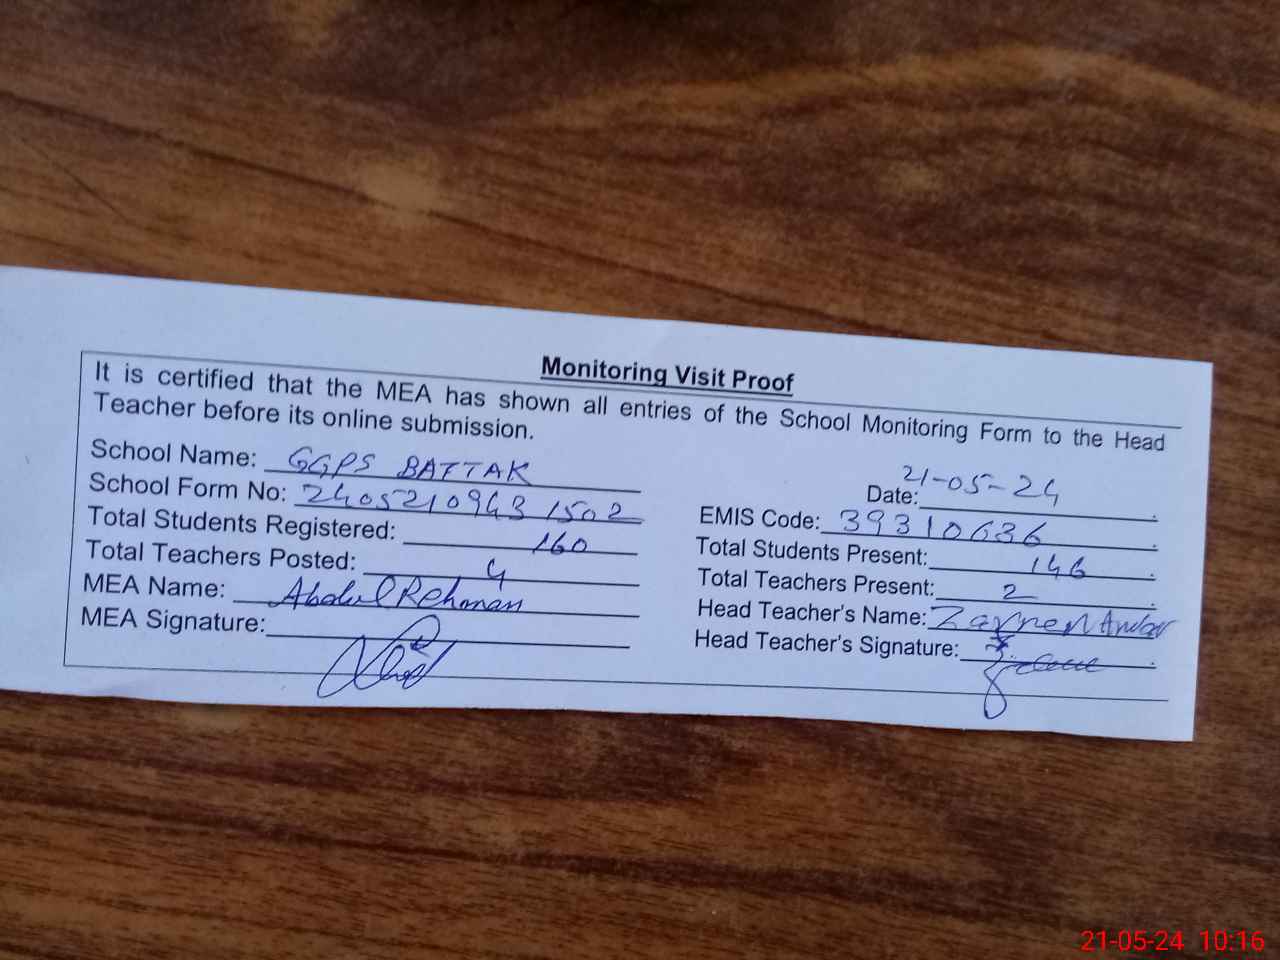 Monitoring Visit Proof
It is certified that the MEA has shown all entries of the School Monitoring Form to the Head
Teacher before its online submission.
Date: 21-05-24
School Name: GGPS BATTAK
School Form No: 24052109431502
EMIS Code: 39310636
Total Students Registered: 160
Total Students Present: 146
Total Teachers Posted: 4
Total Teachers Present: 2
MEA Name: Abdul Rehman
Head Teacher's Name:
MEA Signature:
Head Teacher's Signature:
21-05-24 10:16